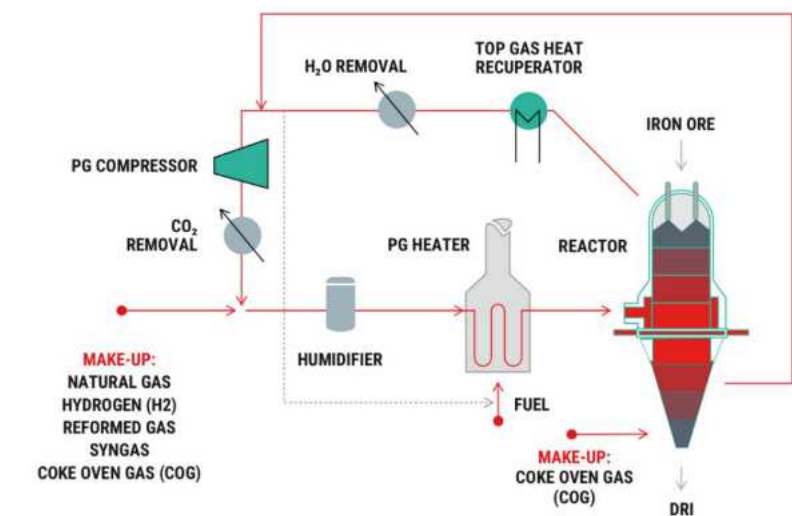 H₂O REMOVAL
TOP GAS HEAT
RECUPERATOR
IRON ORE
PG COMPRESSOR
CO₂
REMOVAL
PG HEATER
REACTOR
HUMIDIFIER
MAKE-UP:
NATURAL GAS
HYDROGEN (H2)
REFORMED GAS
SYNGAS
COKE OVEN GAS (COG)
FUEL
MAKE-UP:
COKE OVEN GAS
(COG)
DRI